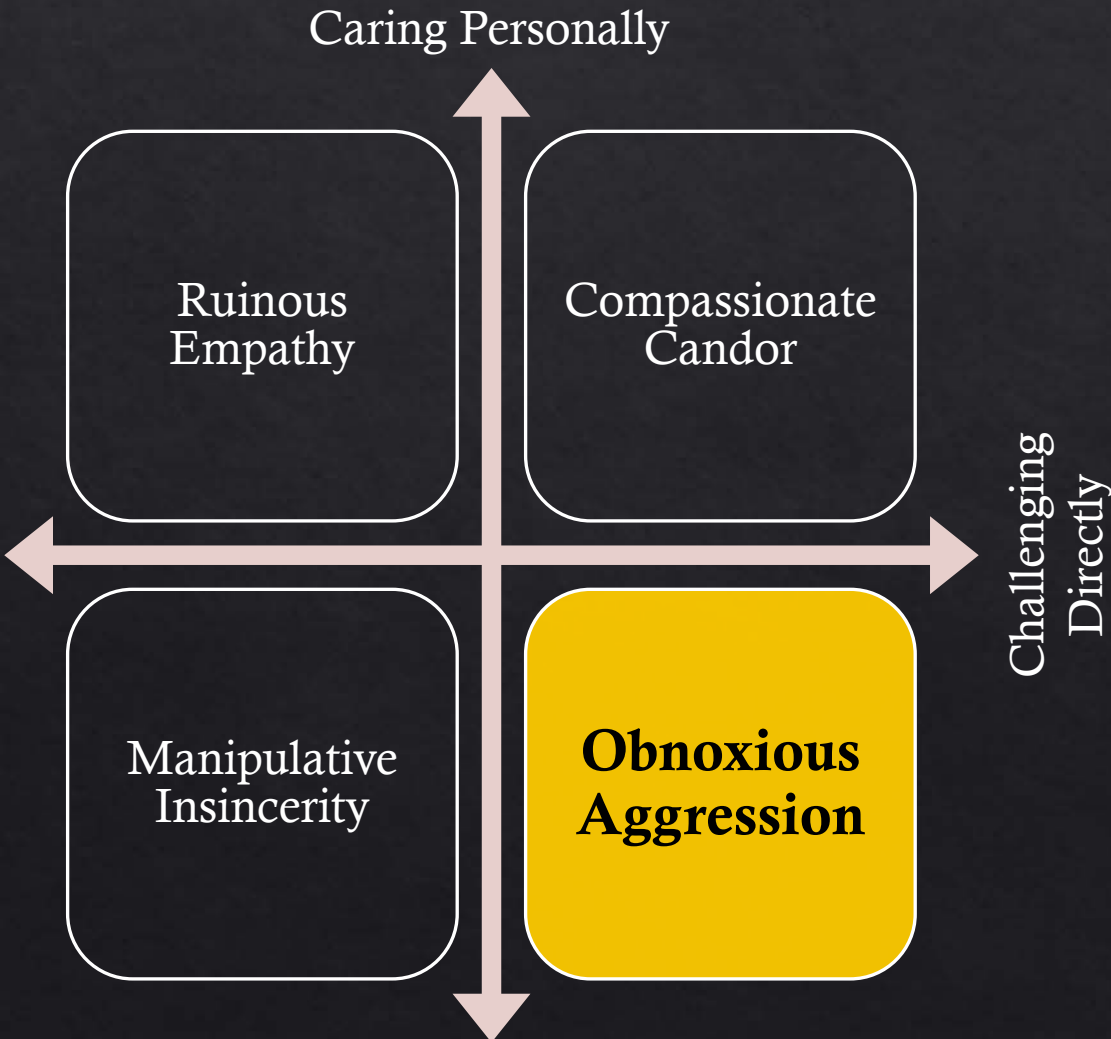 Caring Personally
Ruinous
Empathy
Compassionate
Candor
Challenging
Directly
Manipulative
Insincerity
Obnoxious
Aggression